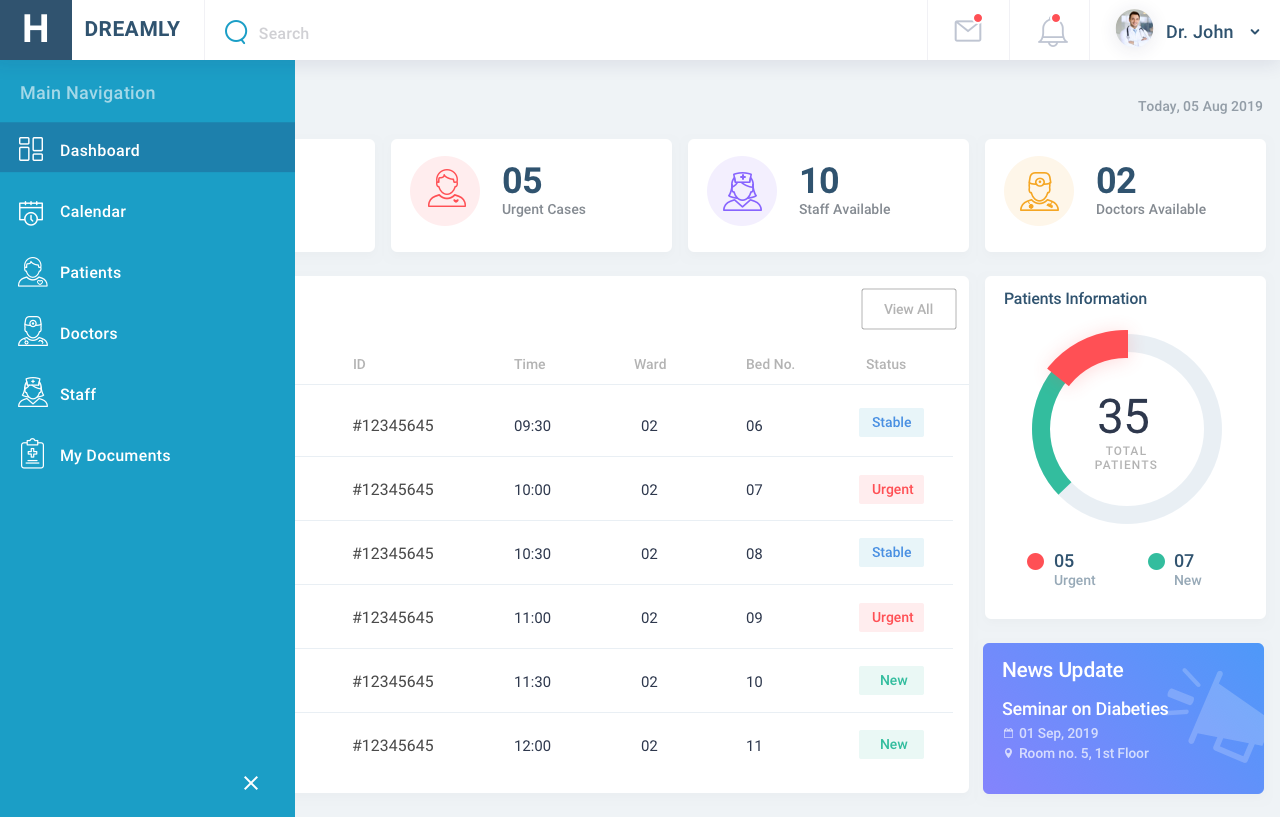 H DREAMLY Search Dr. John
Main Navigation
Dashboard
Calendar
Patients
Doctors
Staff
My Documents
Today, 05 Aug 2019
05
Urgent Cases
10
Staff Available
02
Doctors Available
View All
ID Time Ward Bed No. Status
#12345645 09:30 02 06 Stable
#12345645 10:00 02 07 Urgent
#12345645 10:30 02 08 Stable
#12345645 11:00 02 09 Urgent
#12345645 11:30 02 10 New
#12345645 12:00 02 11 New
Patients Information
35
TOTAL
PATIENTS
05 07
Urgent New
News Update
Seminar on Diabeties
01 Sep, 2019
Room no. 5, 1st Floor